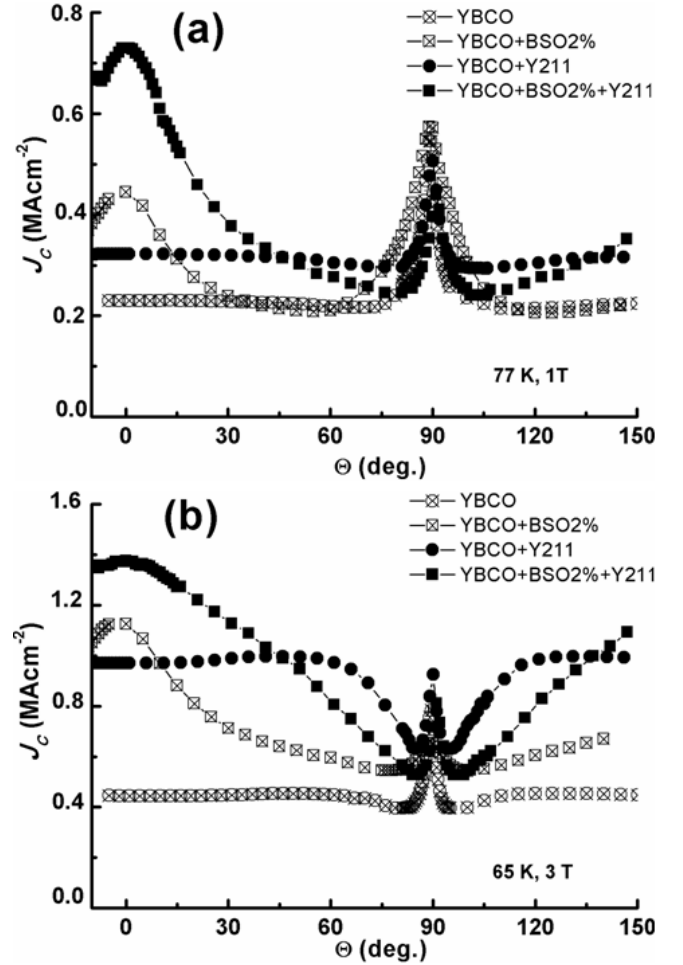 (a)
YBCO
YBCO+BSO2%
YBCO+Y211
YBCO+BSO2%+Y211
0.8
0.6
0.4
0.2
0.0
Jc (MAcm-2)
77 K, 1T
0 30 60 90 120 150
Θ (deg.)
(b)
YBCO
YBCO+BSO2%
YBCO+Y211
YBCO+BSO2%+Y211
1.6
1.2
0.8
0.4
0.0
Jc (MAcm-2)
65 K, 3 T
0 30 60 90 120 150
Θ (deg.)